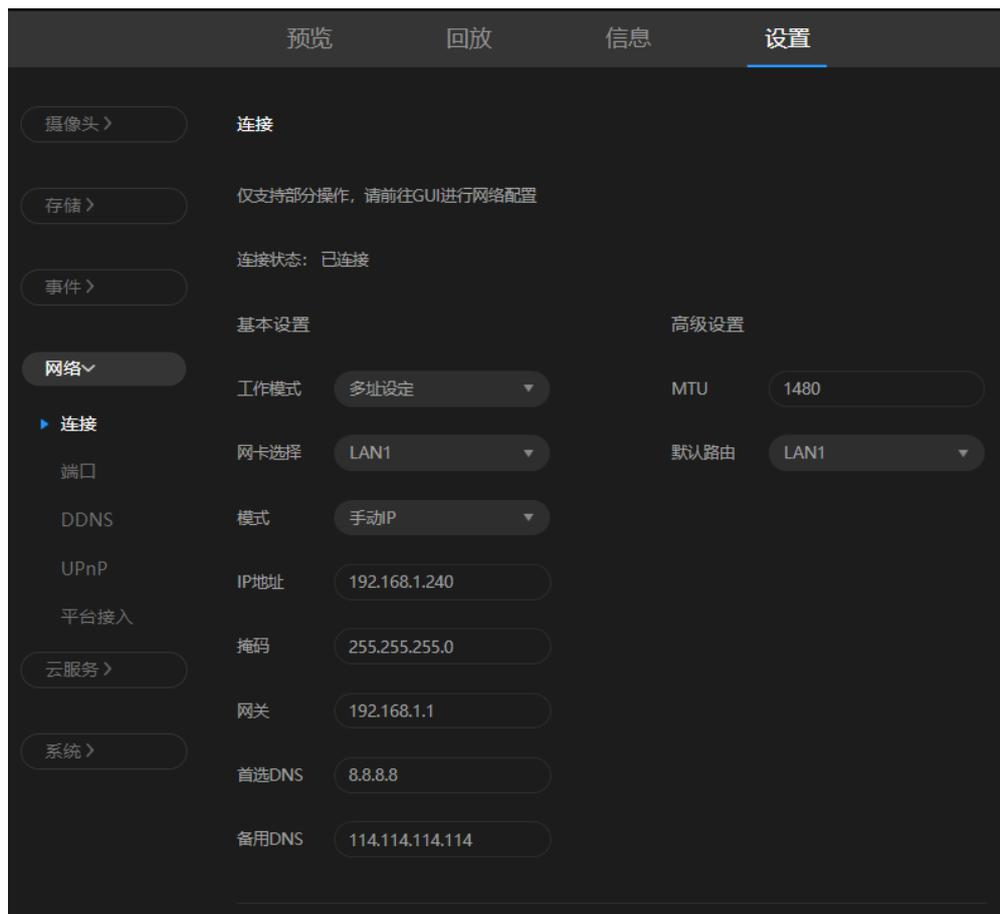 预览 回放 信息 设置
摄像头
存储
事件
网络
连接
端口
DDNS
UPnP
平台接入
云服务
系统
连接
仅支持部分操作，请前往GUI进行网络配置
连接状态： 已连接
基本设置
工作模式 多址设定
网卡选择 LAN1
模式 手动IP
IP地址 192.168.1.240
掩码 255.255.255.0
网关 192.168.1.1
首选DNS 8.8.8.8
备用DNS 114.114.114.114
高级设置
MTU 1480
默认路由 LAN1